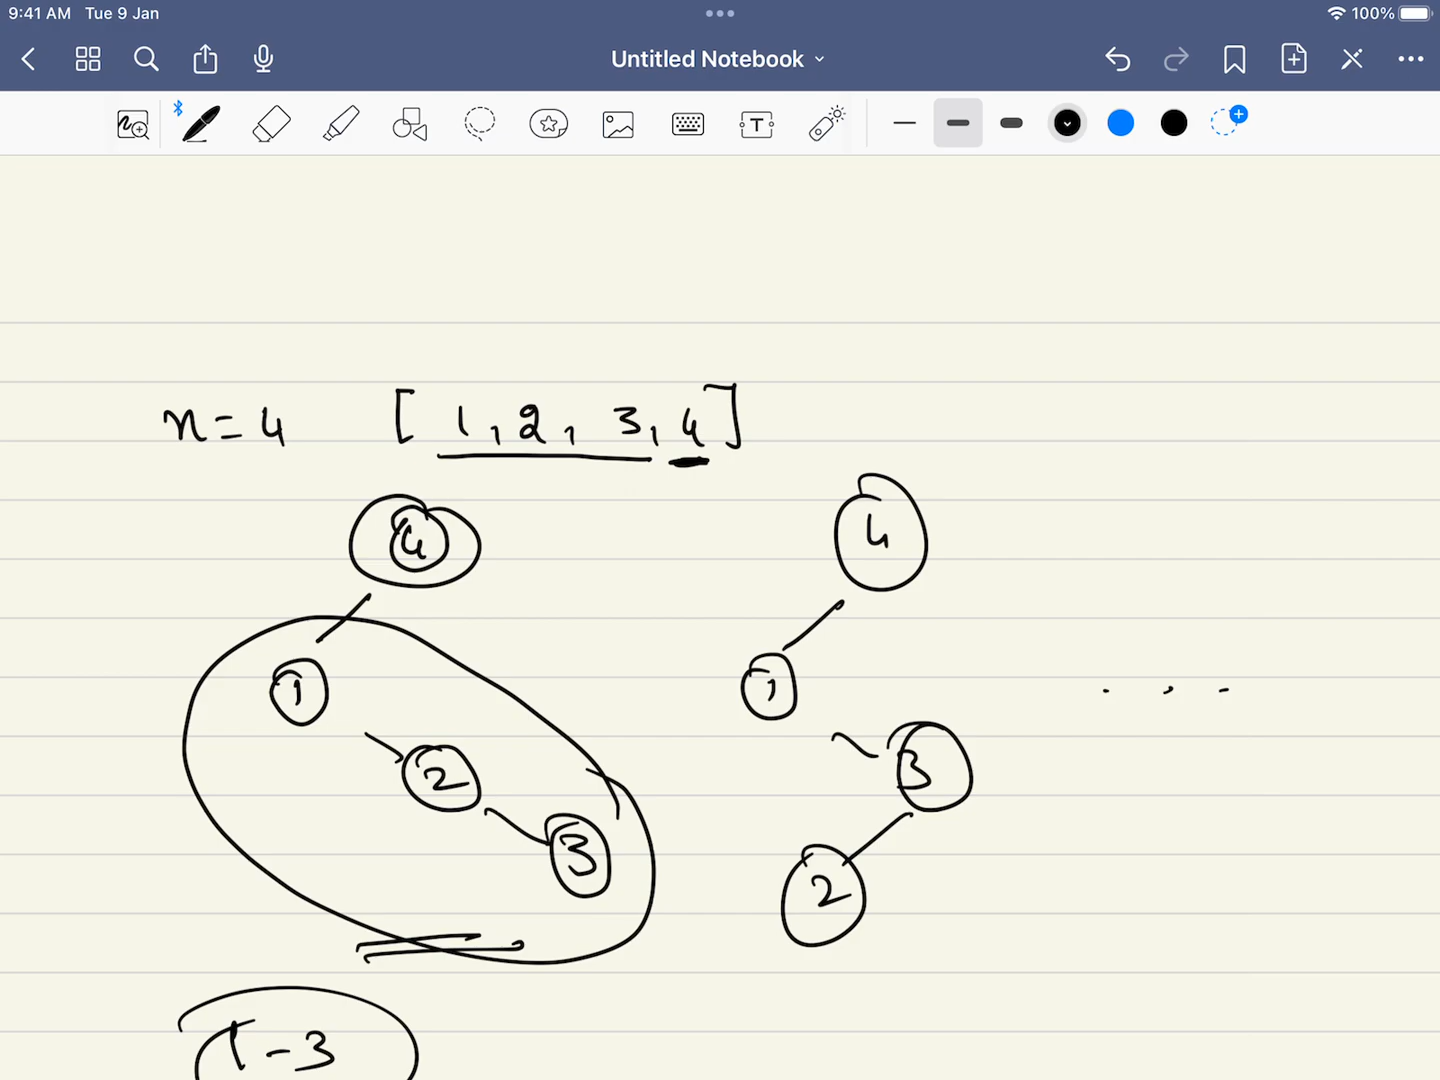 9:41 AM Tue 9 Jan 100%
Untitled Notebook
T
n = 4 [ 1, 2, 3, 4 ]
4 4
1 1
2 3
3 2
1 - 3